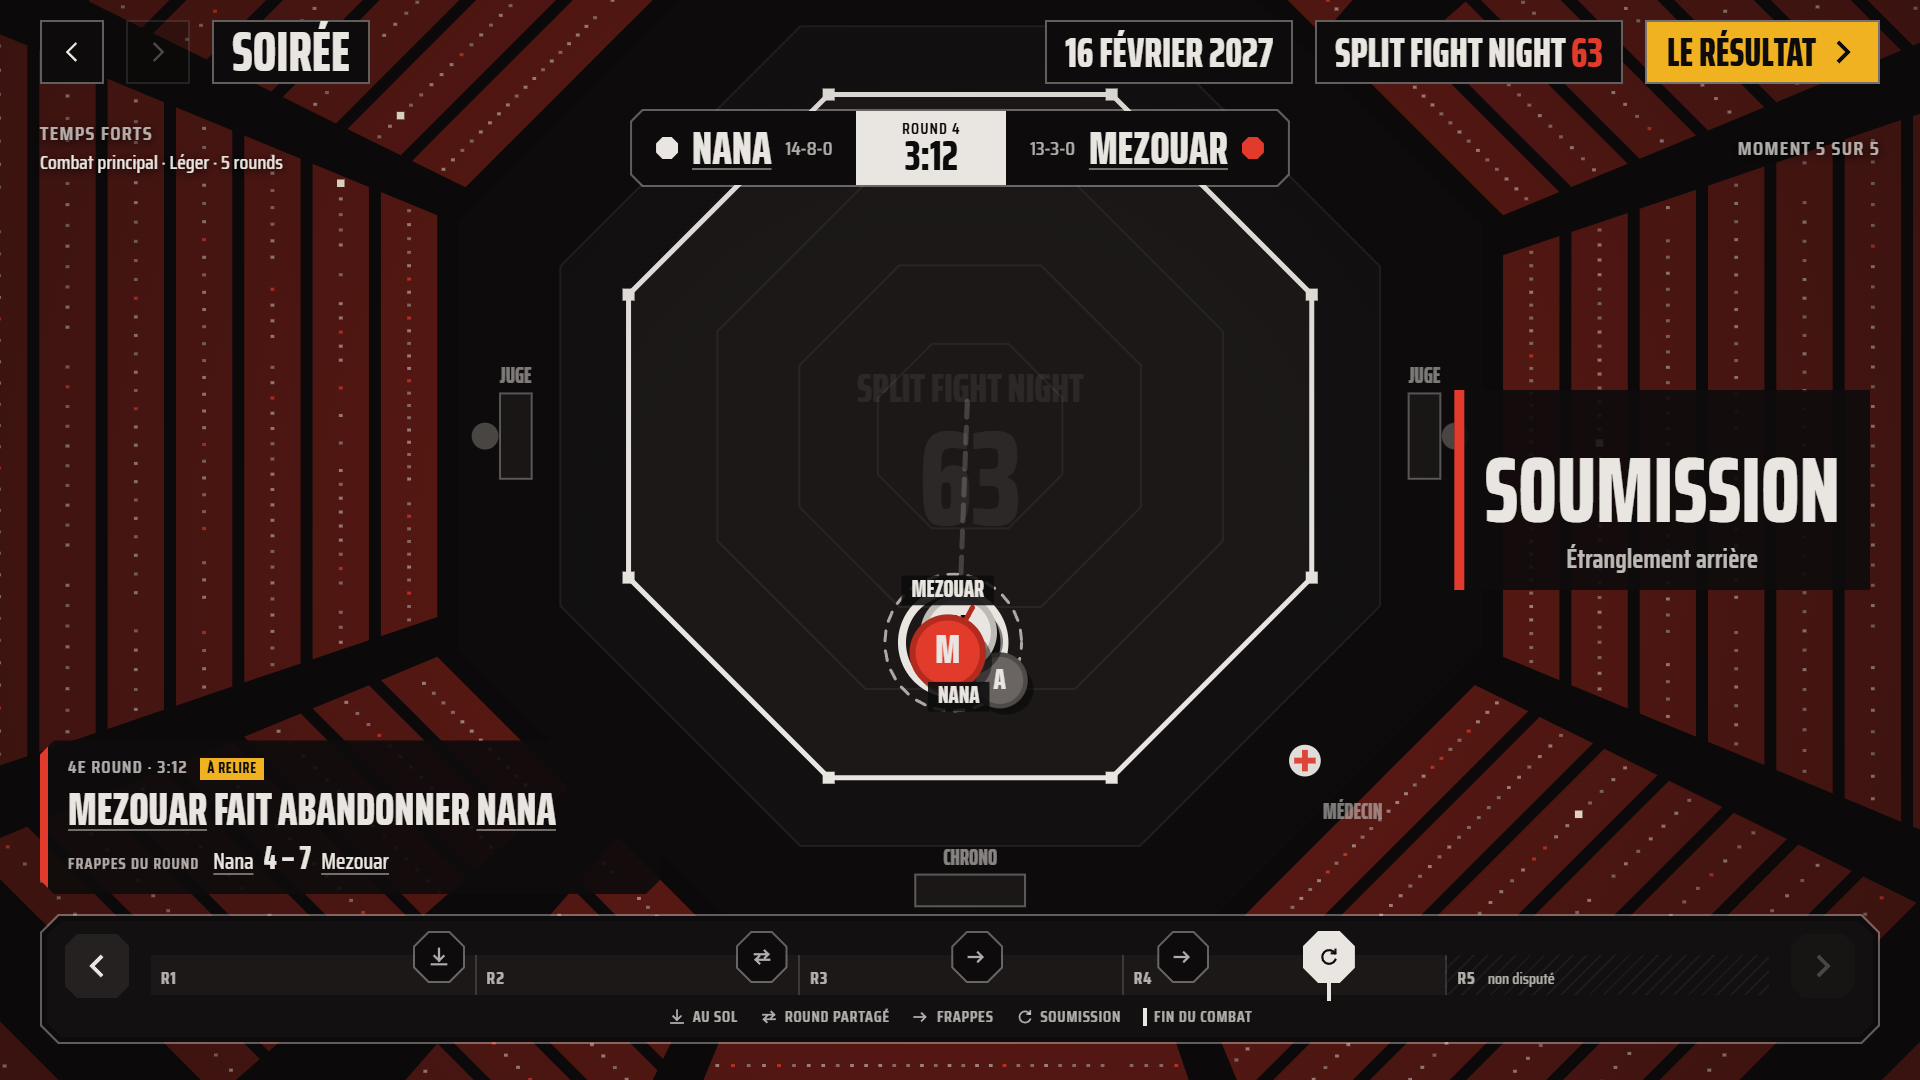 SOIRÉE
16 FÉVRIER 2027
SPLIT FIGHT NIGHT 63
LE RÉSULTAT
TEMPS FORTS
Combat principal · Léger · 5 rounds
NANA 14-8-0
ROUND 4
3:12
13-3-0 MEZOUAR
MOMENT 5 SUR 5
JUGE
JUGE
SPLIT FIGHT NIGHT
63
SOUMISSION
Étranglement arrière
MEZOUAR
M
A
NANA
4E ROUND · 3:12 À RELIRE
MEZOUAR FAIT ABANDONNER NANA
FRAPPES DU ROUND Nana 4 – 7 Mezouar
MÉDECIN
CHRONO
R1 R2 R3 R4 R5 non disputé
AU SOL ROUND PARTAGÉ FRAPPES SOUMISSION FIN DU COMBAT